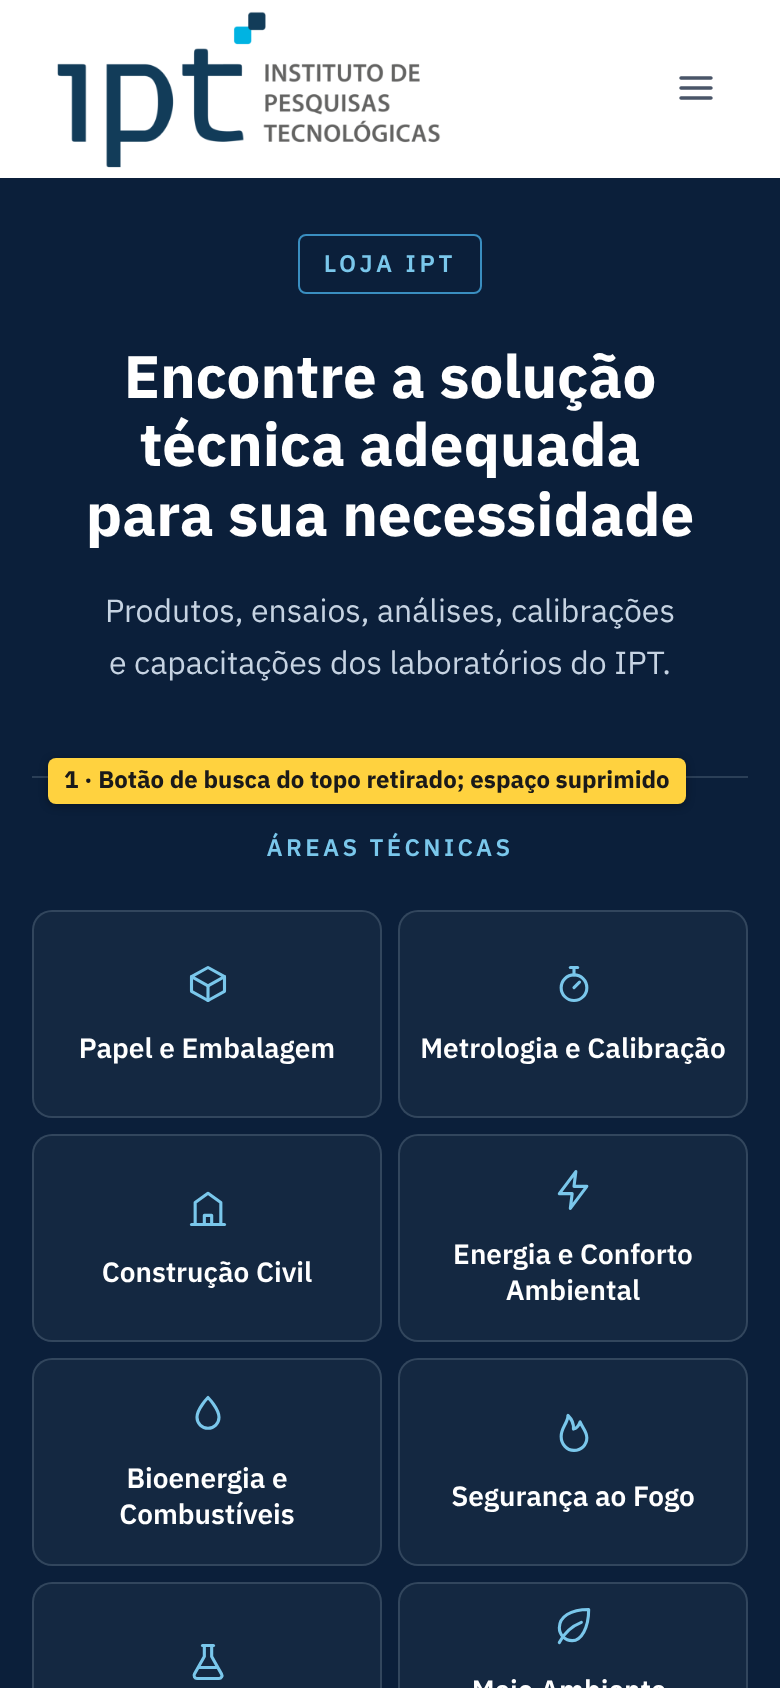 ipt
INSTITUTO DE
PESQUISAS
TECNOLÓGICAS
LOJA IPT
Encontre a solução
técnica adequada
para sua necessidade
Produtos, ensaios, análises, calibrações
e capacitações dos laboratórios do IPT.
1 · Botão de busca do topo retirado; espaço suprimido
ÁREAS TÉCNICAS
Papel e Embalagem
Metrologia e Calibração
Construção Civil
Energia e Conforto
Ambiental
Bioenergia e
Combustíveis
Segurança ao Fogo
Meio Ambiente